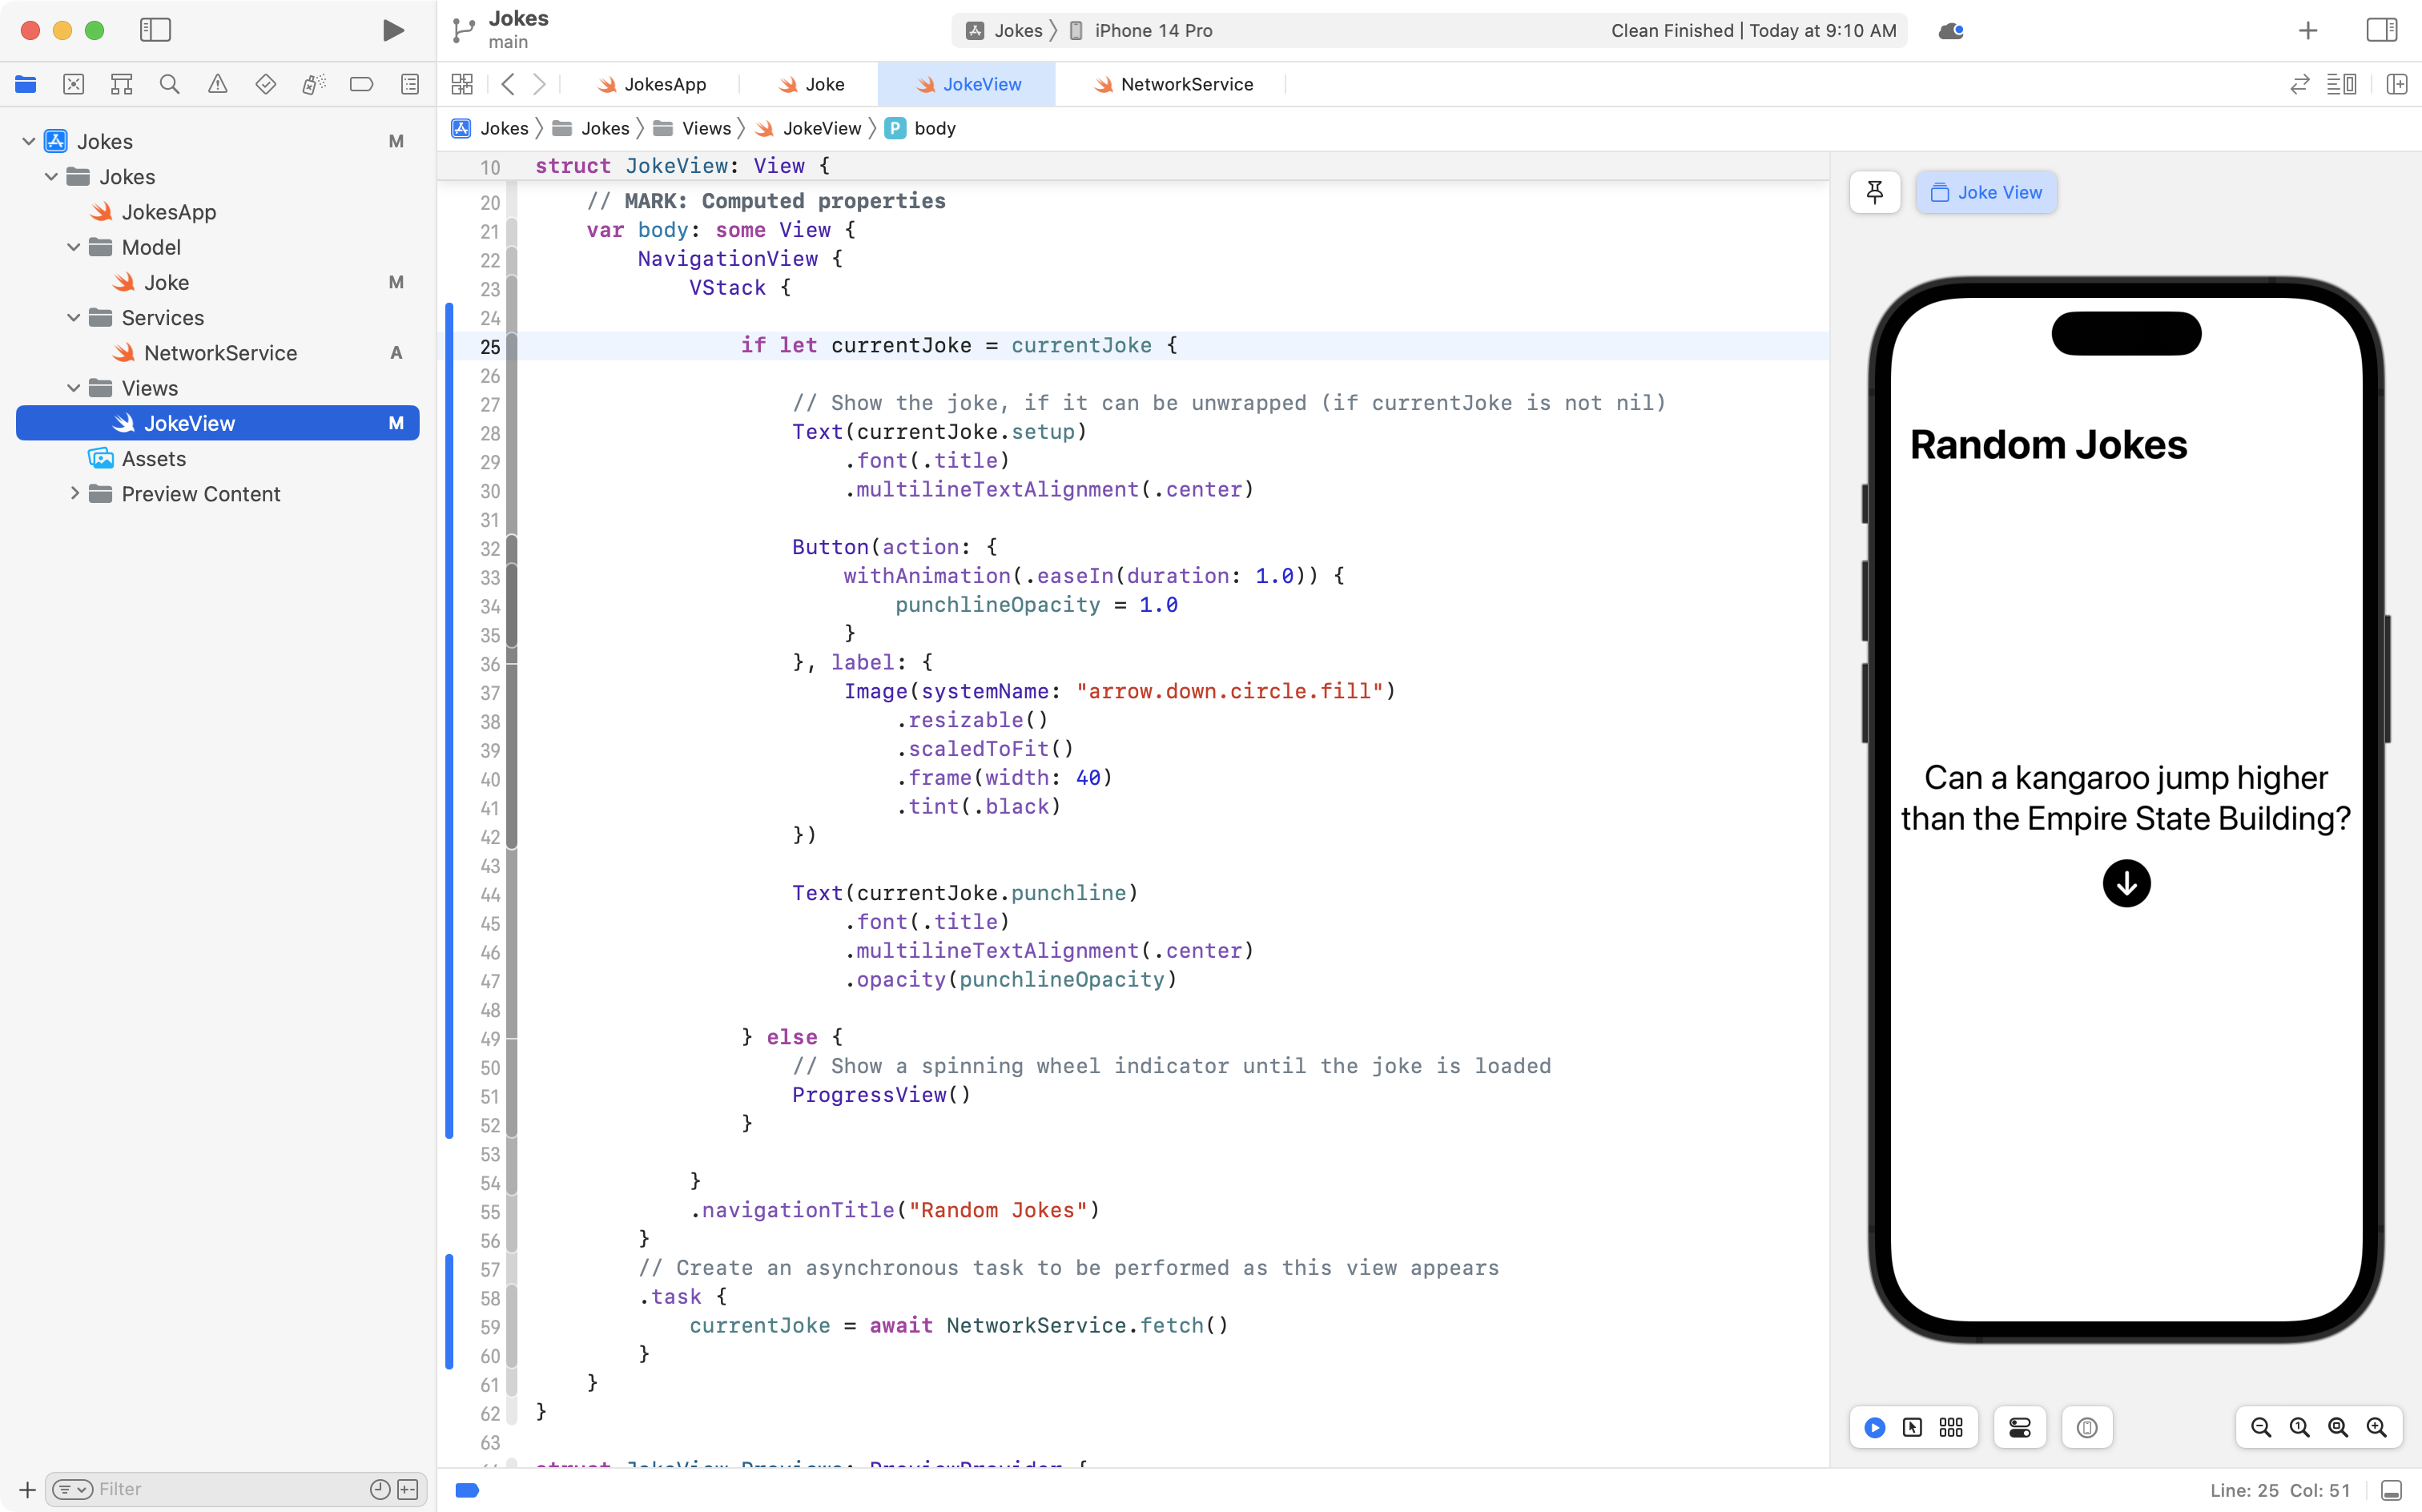 Jokes
main
Jokes
iPhone 14 Pro
Clean Finished | Today at 9:10 AM
JokesApp
Joke
JokeView
NetworkService
Jokes
Jokes
Views
JokeView
P
body
Jokes
M
Jokes
JokesApp
Model
Joke
M
Services
NetworkService
A
Views
JokeView
M
Assets
Preview Content
Filter
10 struct JokeView: View {
20 // MARK: Computed properties
21 var body: some View {
22 NavigationView {
23 VStack {
24
25 if let currentJoke = currentJoke {
26
27 // Show the joke, if it can be unwrapped (if currentJoke is not nil)
28 Text(currentJoke.setup)
29 .font(.title)
30 .multilineTextAlignment(.center)
31
32 Button(action: {
33 withAnimation(.easeIn(duration: 1.0)) {
34 punchlineOpacity = 1.0
35 }
36 }, label: {
37 Image(systemName: "arrow.down.circle.fill")
38 .resizable()
39 .scaledToFit()
40 .frame(width: 40)
41 .tint(.black)
42 })
43
44 Text(currentJoke.punchline)
45 .font(.title)
46 .multilineTextAlignment(.center)
47 .opacity(punchlineOpacity)
48
49 } else {
50 // Show a spinning wheel indicator until the joke is loaded
51 ProgressView()
52 }
53
54 }
55 .navigationTitle("Random Jokes")
56 }
57 // Create an asynchronous task to be performed as this view appears
58 .task {
59 currentJoke = await NetworkService.fetch()
60 }
61 }
62 }
63
struct JokeView_Previews: PreviewProvider {
Joke View
Random Jokes
Can a kangaroo jump higher
than the Empire State Building?
Line: 25 Col: 51